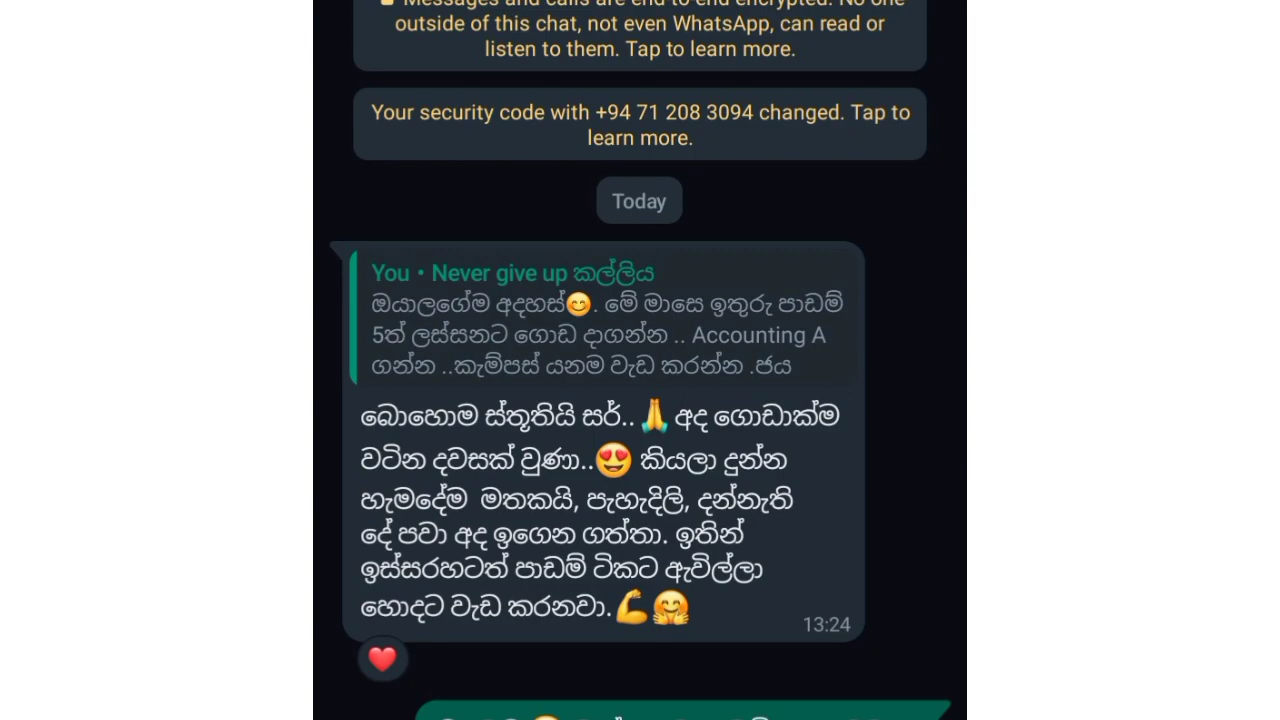 Messages and calls are end-to-end encrypted. No one
outside of this chat, not even WhatsApp, can read or
listen to them. Tap to learn more.
Your security code with +94 71 208 3094 changed. Tap to
learn more.
Today
You • Never give up කල්ලිය
ඔයාලගේම අදහස්😊. මේ මාසෙ ඉතුරු පාඩම්
5ත් ලස්සනට ගොඩ දාගන්න .. Accounting A
ගන්න ..කැම්පස් යනම වැඩ කරන්න .ජය
බොහොම ස්තූතියි සර්..🙏 අද ගොඩාක්ම
වටින දවසක් වුණා..😍 කියලා දුන්න
හැමදේම  මතකයි, පැහැදිලි, දන්නැති
දේ පවා අද ඉගෙන ගත්තා. ඉතින්
ඉස්සරහටත් පාඩම් ටිකට ඇවිල්ලා
හොදට වැඩ කරනවා.💪🤗
13:24
❤️